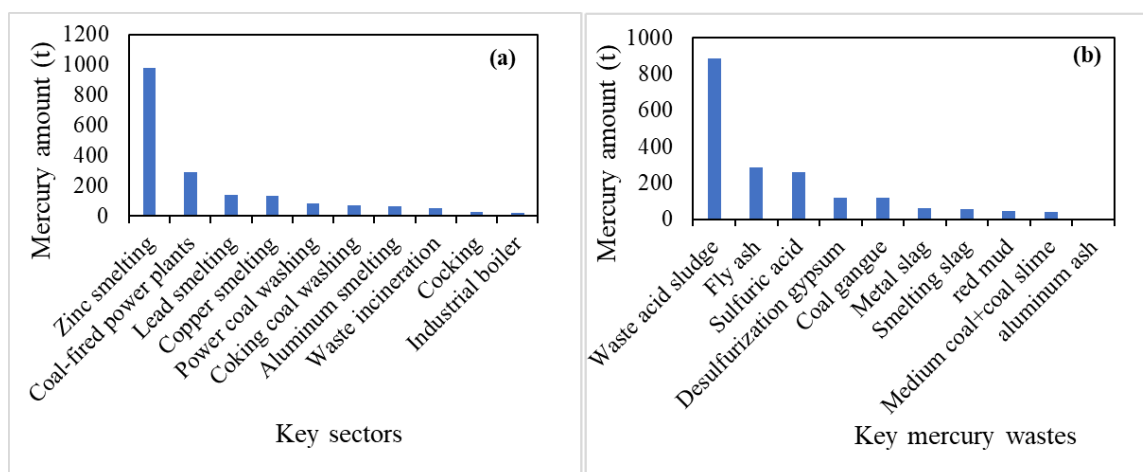 (a)
Mercury amount (t)
1200
1000
800
600
400
200
0
Zinc smelting
Coal-fired power plants
Lead smelting
Copper smelting
Power coal washing
Coking coal washing
Aluminum smelting
Waste incineration
Cocking
Industrial boiler
Key sectors
(b)
Mercury amount (t)
1000
800
600
400
200
0
Waste acid sludge
Fly ash
Sulfuric acid
Desulfurization gypsum
Coal gangue
Metal slag
Smelting slag
red mud
Medium coal+coal slime
aluminum ash
Key mercury wastes